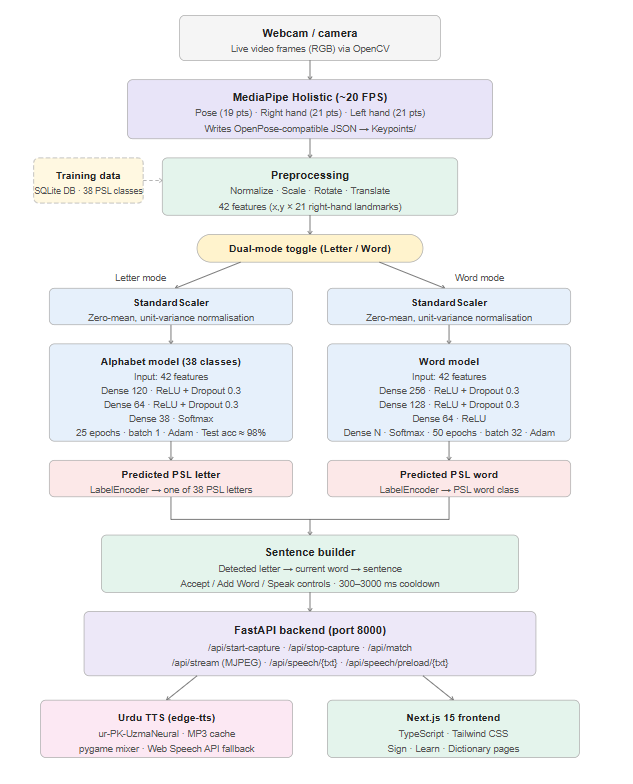 Webcam / camera
Live video frames (RGB) via OpenCV
MediaPipe Holistic (~20 FPS)
Pose (19 pts) · Right hand (21 pts) · Left hand (21 pts)
Writes OpenPose-compatible JSON → Keypoints/
Training data
SQLite DB · 38 PSL classes
Preprocessing
Normalize · Scale · Rotate · Translate
42 features (x,y × 21 right-hand landmarks)
Dual-mode toggle (Letter / Word)
Letter mode
Word mode
StandardScaler
Zero-mean, unit-variance normalisation
StandardScaler
Zero-mean, unit-variance normalisation
Alphabet model (38 classes)
Input: 42 features
Dense 120 · ReLU + Dropout 0.3
Dense 64 · ReLU + Dropout 0.3
Dense 38 · Softmax
25 epochs · batch 1 · Adam · Test acc ≈ 98%
Word model
Input: 42 features
Dense 256 · ReLU + Dropout 0.3
Dense 128 · ReLU + Dropout 0.3
Dense 64 · ReLU
Dense N · Softmax · 50 epochs · batch 32 · Adam
Predicted PSL letter
LabelEncoder → one of 38 PSL letters
Predicted PSL word
LabelEncoder → PSL word class
Sentence builder
Detected letter → current word → sentence
Accept / Add Word / Speak controls · 300–3000 ms cooldown
FastAPI backend (port 8000)
/api/start-capture · /api/stop-capture · /api/match
/api/stream (MJPEG) · /api/speech/{txt} · /api/speech/preload/{txt}
Urdu TTS (edge-tts)
ur-PK-UzmaNeural · MP3 cache
pygame mixer · Web Speech API fallback
Next.js 15 frontend
TypeScript · Tailwind CSS
Sign · Learn · Dictionary pages